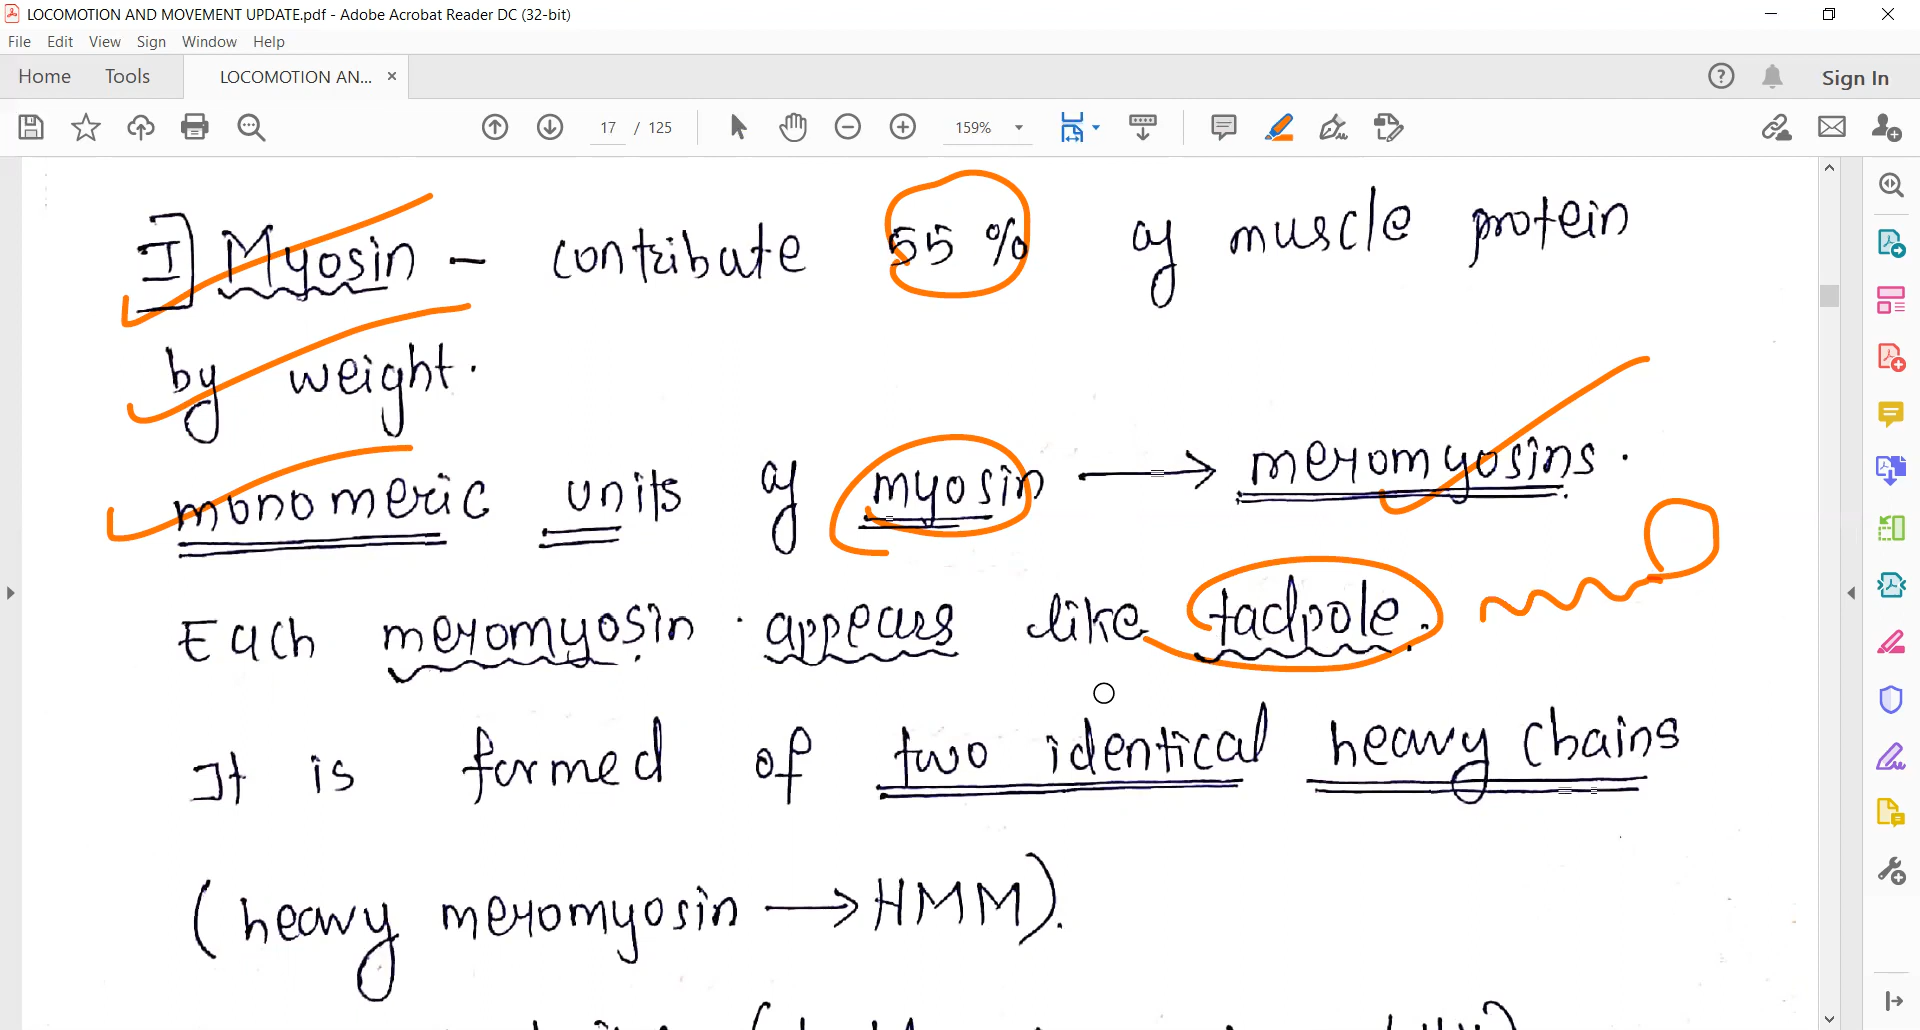 LOCOMOTION AND MOVEMENT UPDATE.pdf - Adobe Acrobat Reader DC (32-bit)
File Edit View Sign Window Help
Home Tools LOCOMOTION AN... × Sign In
17 / 125 159%
I] Myosin - contribute 55 % of muscle protein
by weight.
monomeric units of myosin → meromyosins.
Each meromyosin appears like tadpole.
It is formed of two identical heavy chains
(heavy meromyosin → HMM).